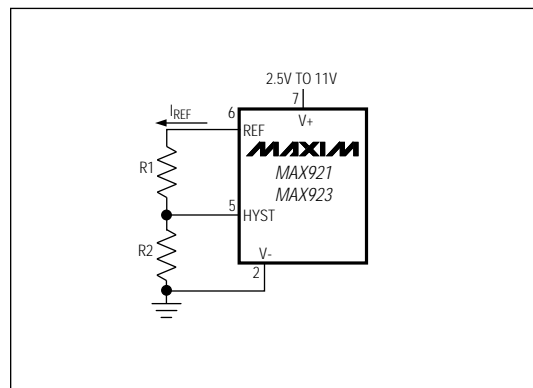 2.5V TO 11V
7
V+
IREF
6
REF
MAXIM
R1
MAX921
MAX923
5
HYST
R2
V-
2